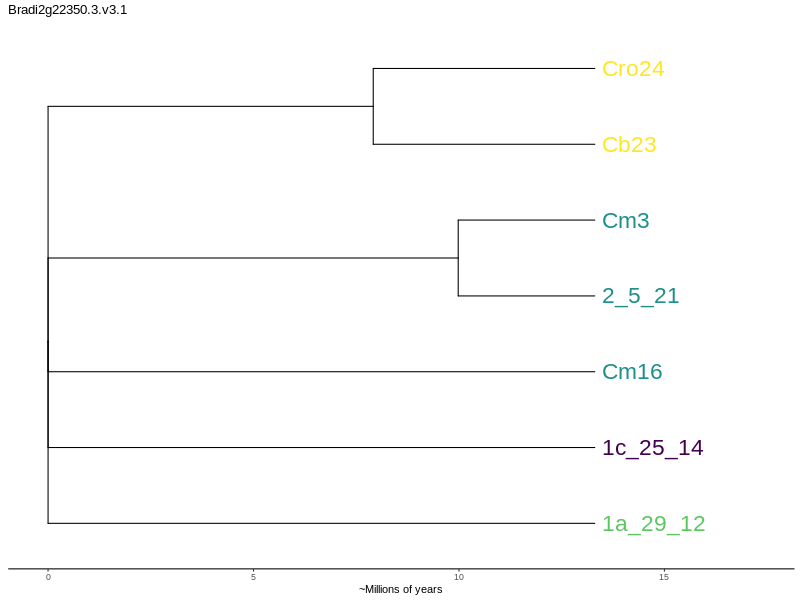 Bradi2g22350.3.v3.1
Cro24
Cb23
Cm3
2_5_21
Cm16
1c_25_14
1a_29_12
0 5 10 15
~Millions of years